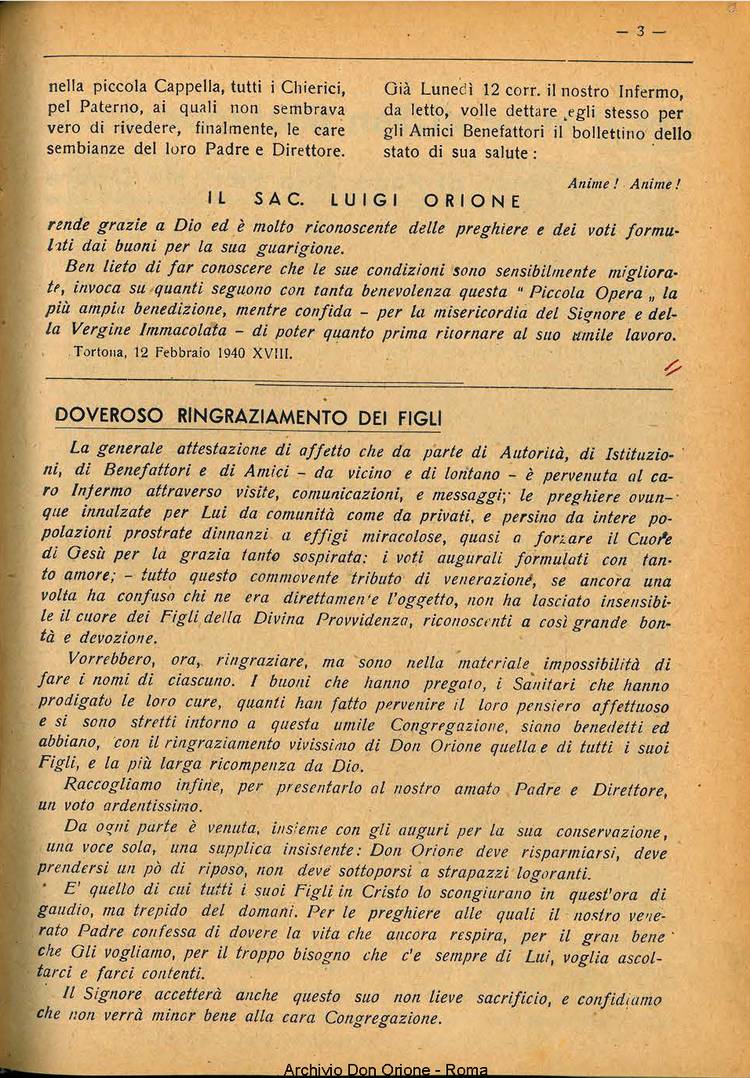 — 3 —
nella piccola Cappella, tutti i Chierici,
pel Paterno, ai quali non sembrava
vero di rivedere, finalmente, le care
sembianze del loro Padre e Direttore.
Già Lunedì 12 corr. il nostro Infermo,
da letto, volle dettare egli stesso per
gli Amici Benefattori il bollettino dello
stato di sua salute :
Anime ! Anime !
IL SAC. LUIGI ORIONE
rende grazie a Dio ed è molto riconoscente delle preghiere e dei voti formu-
lati dai buoni per la sua guarigione.
Ben lieto di far conoscere che le sue condizioni sono sensibilmente migliora-
te, invoca su quanti seguono con tanta benevolenza questa " Piccola Opera „ la
più ampia benedizione, mentre confida - per la misericordia del Signore e del-
la Vergine Immacolata - di poter quanto prima ritornare al suo umile lavoro.
Tortona, 12 Febbraio 1940 XVIII.
DOVEROSO RINGRAZIAMENTO DEI FIGLI
La generale attestazione di affetto che da parte di Autorità, di Istituzio-
ni, di Benefattori e di Amici - da vicino e di lontano - è pervenuta al ca-
ro Infermo attraverso visite, comunicazioni, e messaggi; le preghiere ovun-
que innalzate per Lui da comunità come da privati, e persino da intere po-
polazioni prostrate dinnanzi a effigi miracolose, quasi a forzare il Cuore
di Gesù per la grazia tanto sospirata: i voti augurali formulati con tan-
to amore; - tutto questo commovente tributo di venerazione, se ancora una
volta ha confuso chi ne era direttamente l'oggetto, non ha lasciato insensibi-
le il cuore dei Figli della Divina Provvidenza, riconoscenti a così grande bon-
tà e devozione.
Vorrebbero, ora, ringraziare, ma sono nella materiale impossibilità di
fare i nomi di ciascuno. I buoni che hanno pregato, i Sanitari che hanno
prodigato le loro cure, quanti han fatto pervenire il loro pensiero affettuoso
e si sono stretti intorno a questa umile Congregazione, siano benedetti ed
abbiano, con il ringraziamento vivissimo di Don Orione quella e di tutti i suoi
Figli, e la più larga ricompenza da Dio.
Raccogliamo infine, per presentarlo al nostro amato Padre e Direttore,
un voto ardentissimo.
Da ogni parte è venuta, insieme con gli auguri per la sua conservazione,
una voce sola, una supplica insistente: Don Orione deve risparmiarsi, deve
prendersi un pò di riposo, non deve sottoporsi a strapazzi logoranti.
E' quello di cui tutti i suoi Figli in Cristo lo scongiurano in quest'ora di
gaudio, ma trepido del domani. Per le preghiere alle quali il nostro vene-
rato Padre confessa di dovere la vita che ancora respira, per il gran bene
che Gli vogliamo, per il troppo bisogno che c'e sempre di Lui, voglia ascol-
tarci e farci contenti.
Il Signore accetterà anche questo suo non lieve sacrificio, e confidiamo
che non verrà minor bene alla cara Congregazione.
Archivio Don Orione - Roma